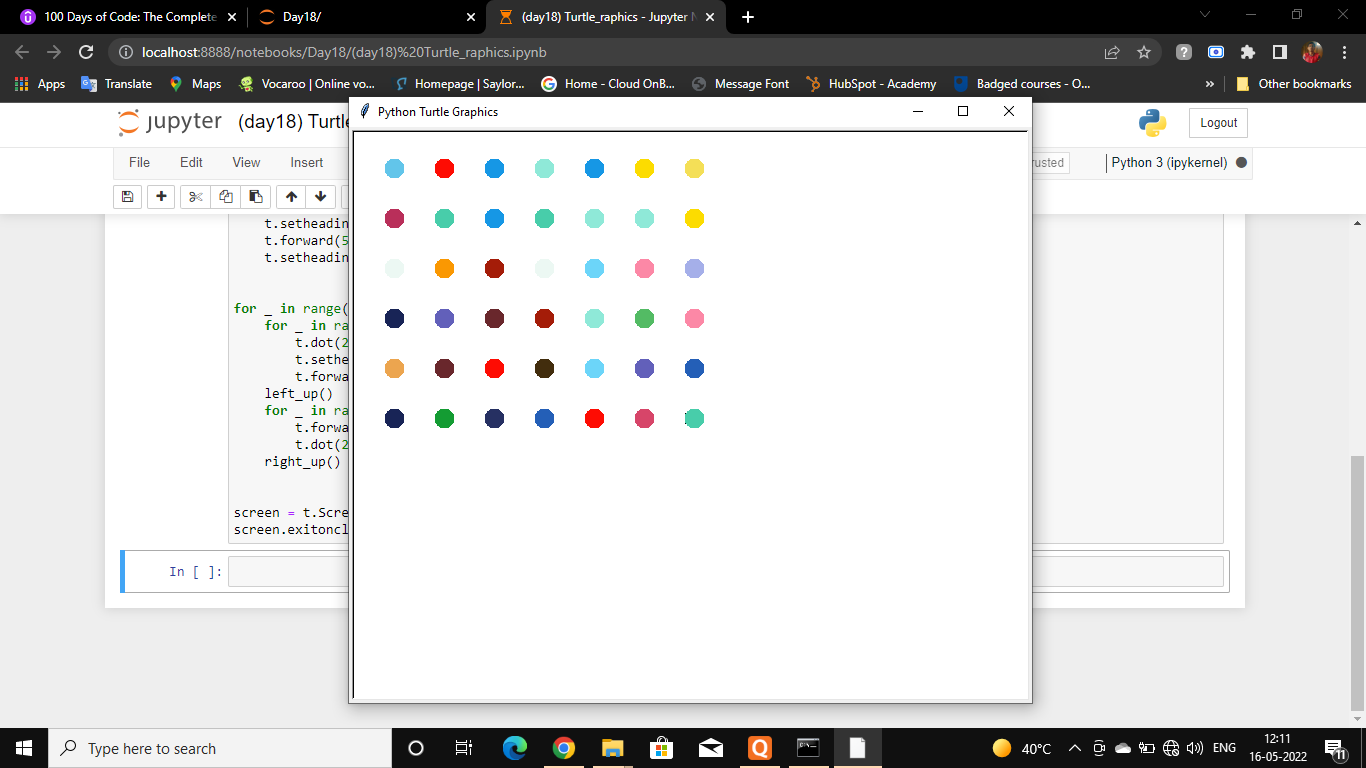 100 Days of Code: The Complete
Day18/
(day18) Turtle_raphics - Jupyter N
localhost:8888/notebooks/Day18/(day18)%20Turtle_raphics.ipynb
Apps
Translate
Maps
Vocaroo | Online vo...
Homepage | Saylor...
Home - Cloud OnB...
Message Font
HubSpot - Academy
Badged courses - O...
»
Other bookmarks
Python Turtle Graphics
jupyter
(day18) Turtl
Logout
File
Edit
View
Insert
rusted
Python 3 (ipykernel)
t.setheadin
t.forward(5
t.setheadin
for _ in range(
for _ in ra
t.dot(2
t.sethe
t.forwa
left_up()
for _ in ra
t.forwa
t.dot(2
right_up()
screen = t.Scre
screen.exitoncl
In [ ]:
Type here to search
40°C
ENG
12:11
16-05-2022
11